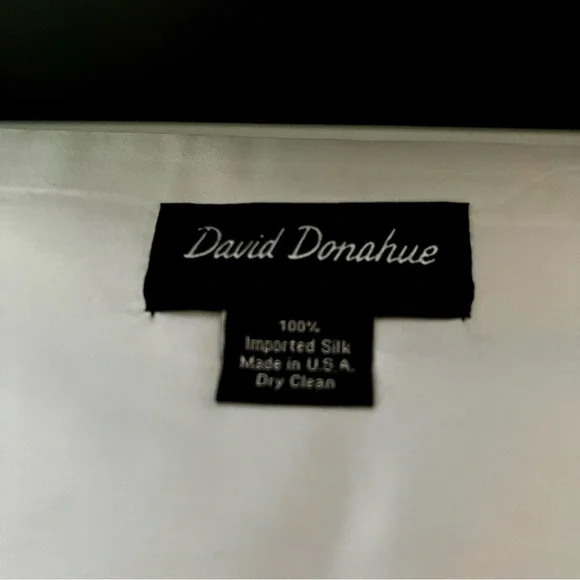 David Donahue
100%
Imported Silk
Made in U.S.A.
Dry Clean